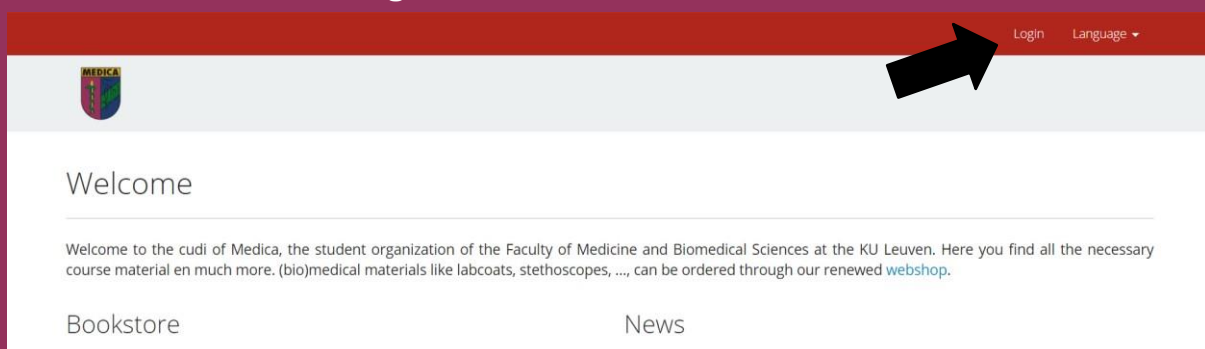 Login Language
MEDICA
Welcome
Welcome to the cudi of Medica, the student organization of the Faculty of Medicine and Biomedical Sciences at the KU Leuven. Here you find all the necessary
course material en much more. (bio)medical materials like labcoats, stethoscopes, ..., can be ordered through our renewed webshop.
Bookstore News